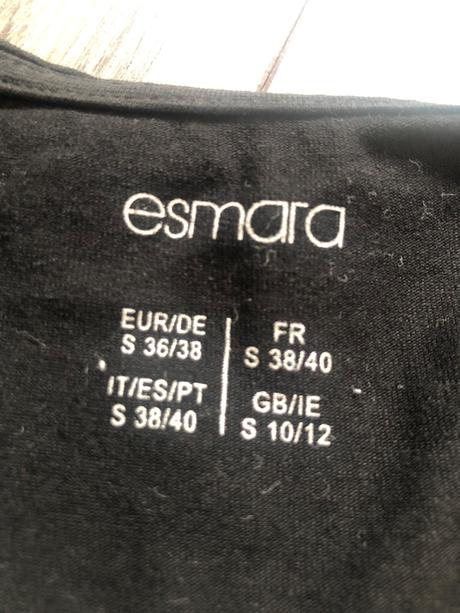 esmara
EUR/DE
S 36/38
FR
S 38/40
IT/ES/PT
S 38/40
GB/IE
S 10/12